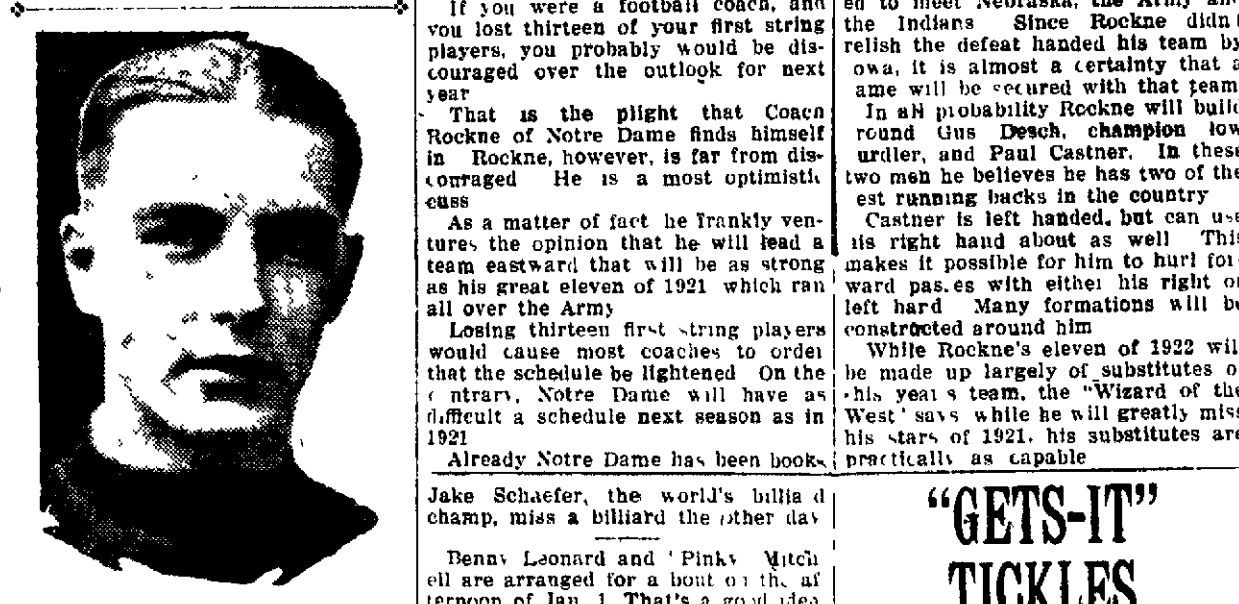 If you were a football coach, and
you lost thirteen of your first string
players, you probably would be dis-
couraged over the outlook for next
year
That is the plight that Coach
Rockne of Notre Dame finds himself
in Rockne, however, is far from dis-
couraged He is a most optimistic
cuss
As a matter of fact he frankly ven-
tures the opinion that he will lead a
team eastward that will be as strong
as his great eleven of 1921 which ran
all over the Army
Losing thirteen first string players
would cause most coaches to order
that the schedule be lightened On the
contrary, Notre Dame will have as
difficult a schedule next season as in
1921
Already Notre Dame has been book-
ed to meet Nebraska, the Army and
the Indians Since Rockne didn't
relish the defeat handed his team by
owa, it is almost a certainty that a
ame will be secured with that team
In all probability Rockne will build
round Gus Desch, champion low
urdler, and Paul Castner. In these
two men he believes he has two of the
est running backs in the country
Castner is left handed, but can use
his right hand about as well This
makes it possible for him to hurl for-
ward passes with either his right or
left hard Many formations will be
constructed around him
While Rockne's eleven of 1922 will
be made up largely of substitutes o
this year s team, the "Wizard of the
West' says while he will greatly miss
his stars of 1921, his substitutes are
practically as capable
Jake Schaefer, the world's billia d
champ, miss a billiard the other day
Benny Leonard and 'Pinky Mitch
ell are arranged for a bout on the af
ternoon of Jan 1 That's a good idea
"GETS-IT"
TICKLES